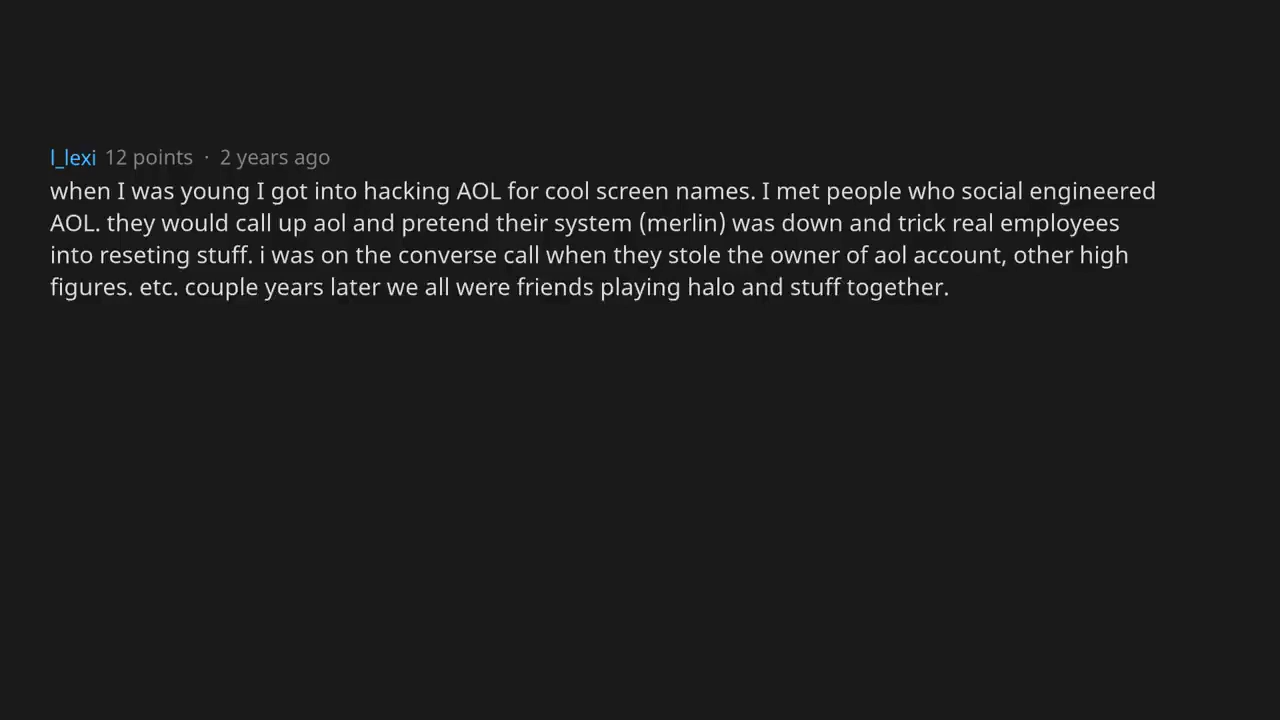 l_lexi 12 points · 2 years ago
when I was young I got into hacking AOL for cool screen names. I met people who social engineered
AOL. they would call up aol and pretend their system (merlin) was down and trick real employees
into reseting stuff. i was on the converse call when they stole the owner of aol account, other high
figures. etc. couple years later we all were friends playing halo and stuff together.